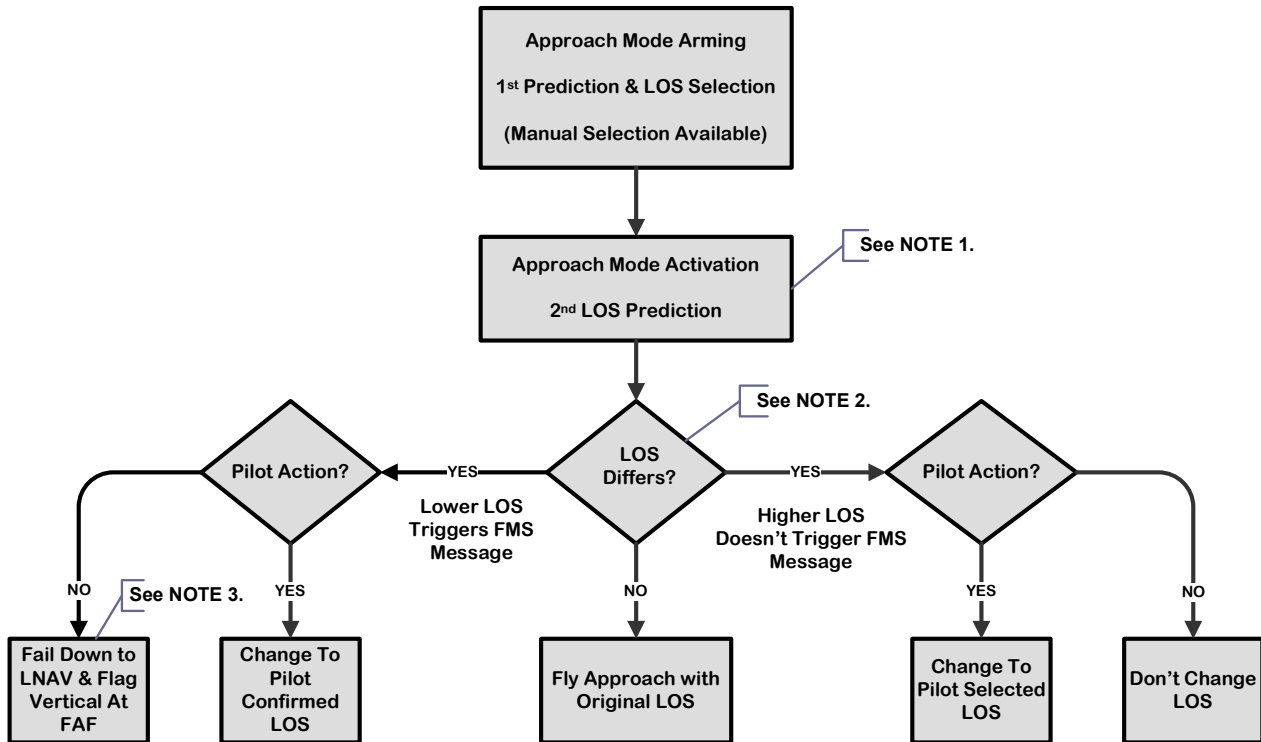 Approach Mode Arming
1st Prediction & LOS Selection
(Manual Selection Available)
Approach Mode Activation
2nd LOS Prediction
See NOTE 1.
See NOTE 2.
Pilot Action?
YES
LOS
Differs?
YES
Pilot Action?
Lower LOS
Triggers FMS
Message
Higher LOS
Doesn't Trigger FMS
Message
NO
See NOTE 3.
YES
NO
YES
NO
Fail Down to
LNAV & Flag
Vertical At
FAF
Change To
Pilot
Confirmed
LOS
Fly Approach with
Original LOS
Change To
Pilot Selected
LOS
Don't Change
LOS